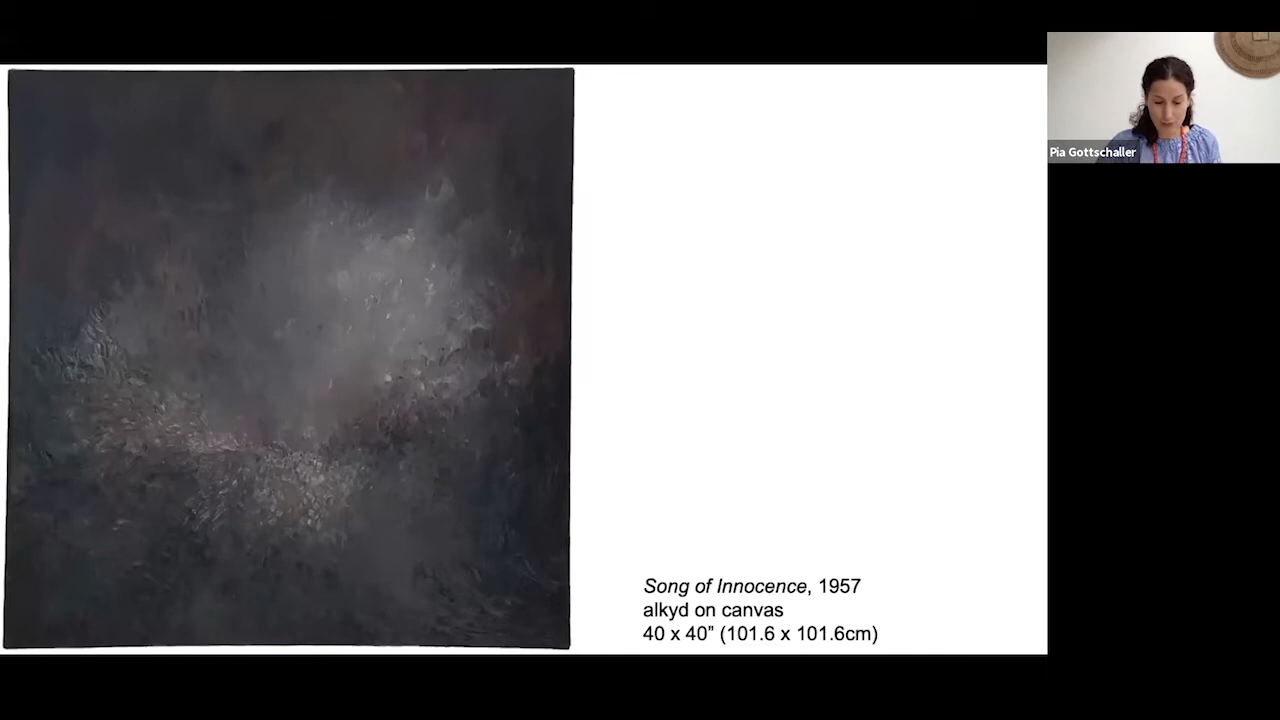 Pia Gottschaller
Song of Innocence, 1957
alkyd on canvas
40 x 40” (101.6 x 101.6cm)